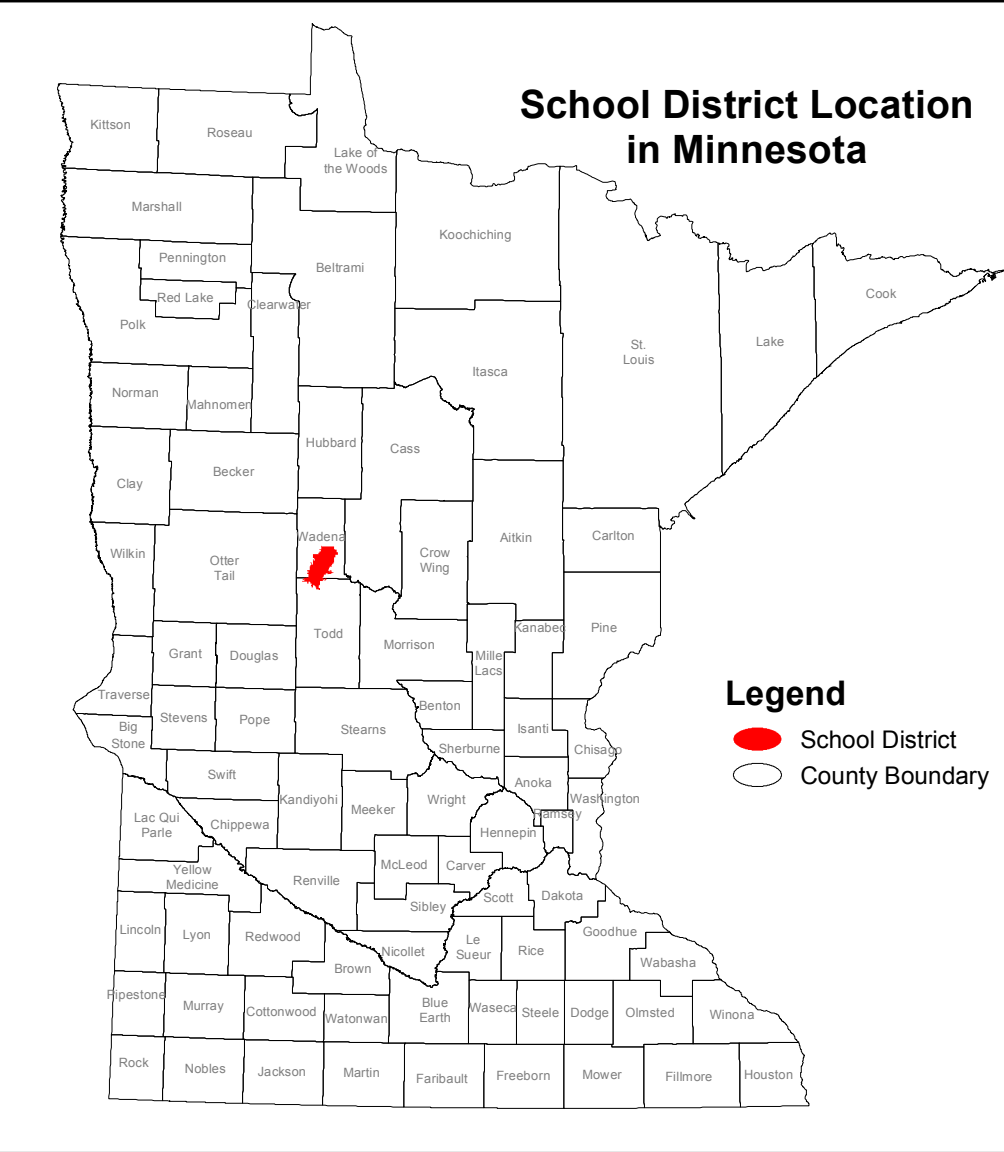 School District Location
in Minnesota
Kittson
Roseau
Lake of
the Woods
Marshall
Koochiching
Pennington
Beltrami
Red Lake
Clearwater
Cook
Polk
St.
Louis
Lake
Itasca
Norman
Mahnomen
Hubbard
Cass
Becker
Clay
Wadena
Aitkin
Carlton
Wilkin
Otter
Tail
Crow
Wing
Todd
Kanabec
Pine
Morrison
Grant
Douglas
Mille
Lacs
Traverse
Benton
Legend
Stevens
Pope
Stearns
Isanti
Big
Stone
Sherburne
Chisago
School District
Swift
Anoka
County Boundary
Kandiyohi
Meeker
Wright
Washington
Ramsey
Lac Qui
Parle
Chippewa
Hennepin
McLeod
Carver
Yellow
Medicine
Renville
Scott
Dakota
Sibley
Lincoln
Lyon
Redwood
Goodhue
Le
Sueur
Rice
Nicollet
Brown
Wabasha
Pipestone
Murray
Cottonwood
Watonwan
Blue
Earth
Waseca
Steele
Dodge
Olmsted
Winona
Rock
Nobles
Jackson
Martin
Faribault
Freeborn
Mower
Fillmore
Houston